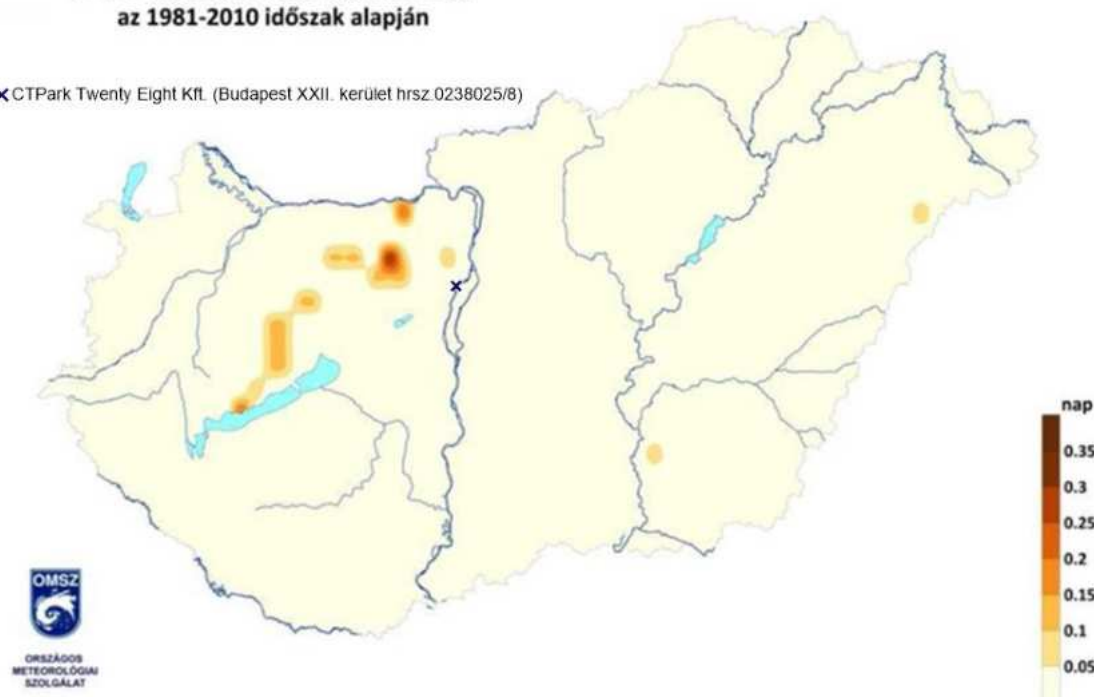 az 1981-2010 időszak alapján
×CTPark Twenty Eight Kft. (Budapest XXII. kerület hrsz.0238025/8)
nap
0.35
0.3
0.25
0.2
0.15
0.1
0.05
OMSZ
ORSZÁGOS
METEOROLÓGIAI
SZOLGÁLAT